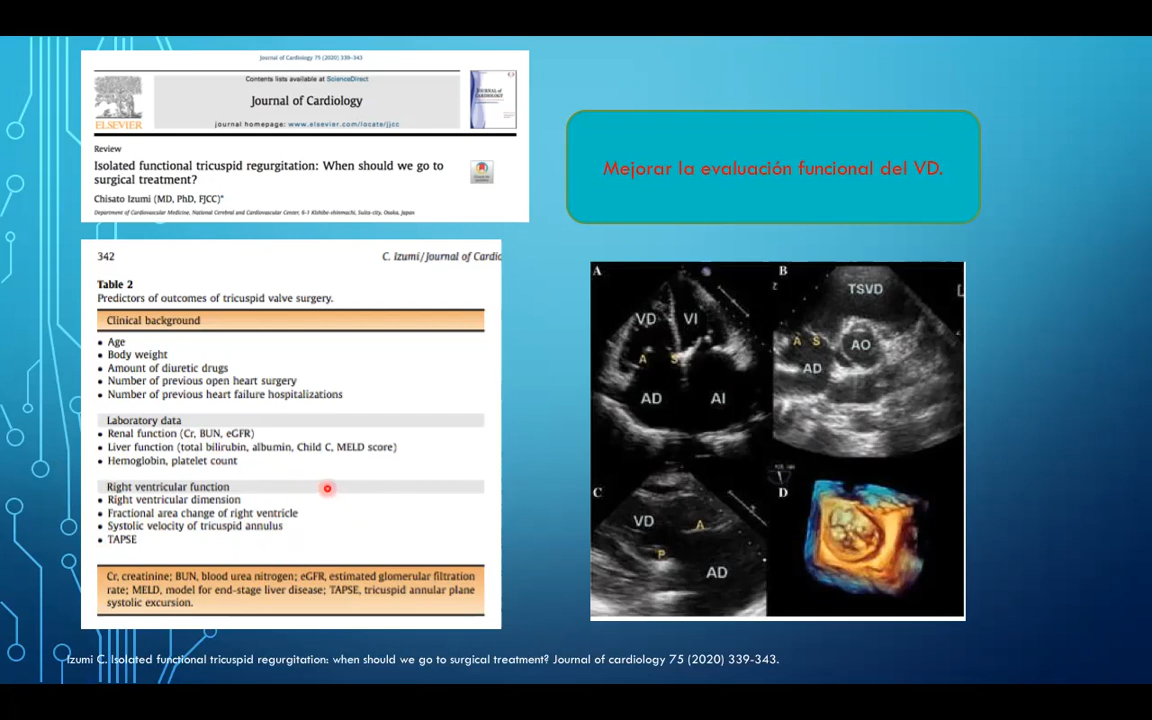 Journal of Cardiology 75 (2020) 339–343
Contents lists available at ScienceDirect
Journal of Cardiology
journal homepage: www.elsevier.com/locate/jjcc
ELSEVIER
Review
Isolated functional tricuspid regurgitation: When should we go to
surgical treatment?
Chisato Izumi (MD, PhD, FJCC)*
Department of Cardiovascular Medicine, National Cerebral and Cardiovascular Center, 6-1 Kishibe-shinmachi, Suita-city, Osaka, Japan
Mejorar la evaluación funcional del VD.
342
C. Izumi / Journal of Cardio
Table 2
Predictors of outcomes of tricuspid valve surgery.
Clinical background
• Age
• Body weight
• Amount of diuretic drugs
• Number of previous open heart surgery
• Number of previous heart failure hospitalizations
Laboratory data
• Renal function (Cr, BUN, eGFR)
• Liver function (total bilirubin, albumin, Child C, MELD score)
• Hemoglobin, platelet count
Right ventricular function
• Right ventricular dimension
• Fractional area change of right ventricle
• Systolic velocity of tricuspid annulus
• TAPSE
Cr, creatinine; BUN, blood urea nitrogen; eGFR, estimated glomerular filtration
rate; MELD, model for end-stage liver disease; TAPSE, tricuspid annular plane
systolic excursion.
A
VD VI
A S
AD AI
B
TSVD
A S AO
AD
C
VD A
P
AD
D
Izumi C. Isolated functional tricuspid regurgitation: when should we go to surgical treatment? Journal of cardiology 75 (2020) 339-343.